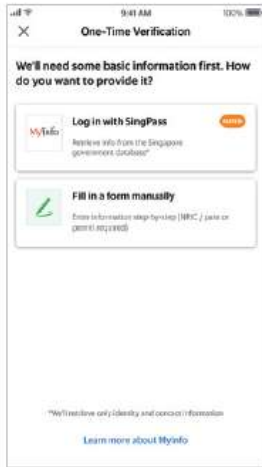 9:41 AM 100%
One-Time Verification
We'll need some basic information first. How
do you want to provide it?
Log in with SingPass
MyInfo
Retrieve info from the Singapore
government database*
Fill in a form manually
Enter information step-by-step (NRIC / pass or
permit required)
*We'll retrieve only identity and contact information
Learn more about MyInfo